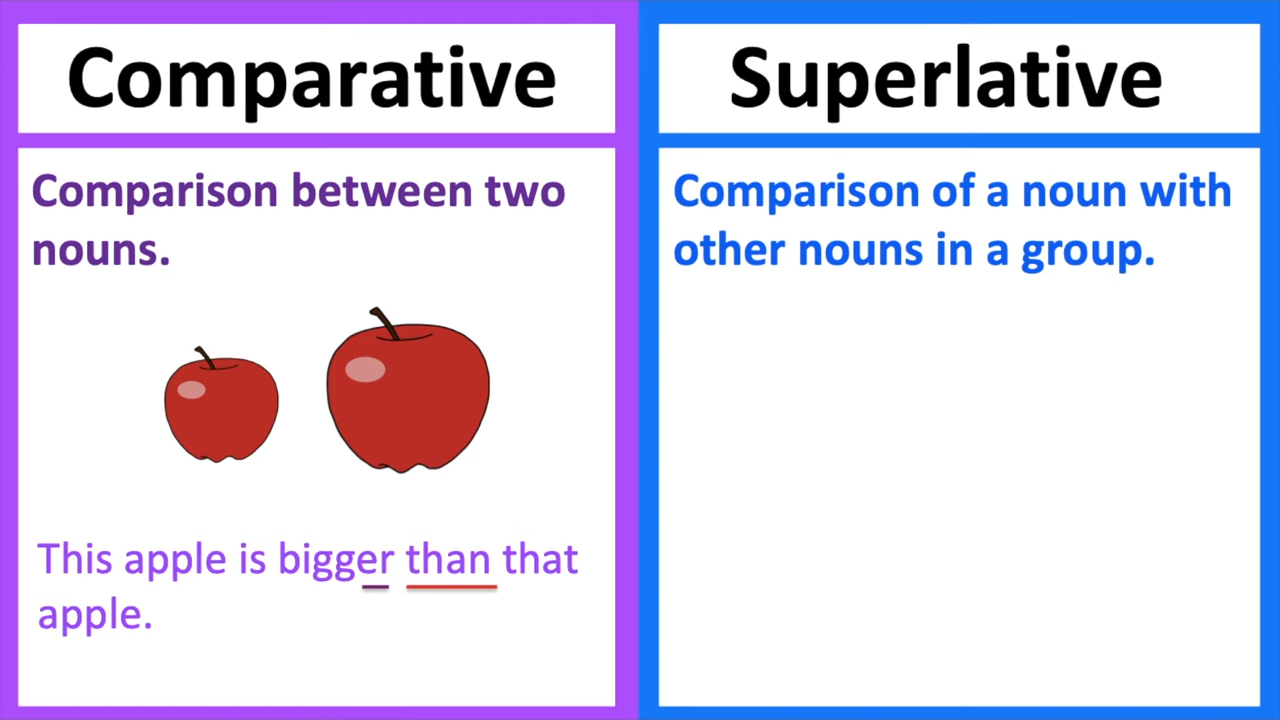 Comparative
Comparison between two
nouns.
This apple is bigger than that
apple.
Superlative
Comparison of a noun with
other nouns in a group.